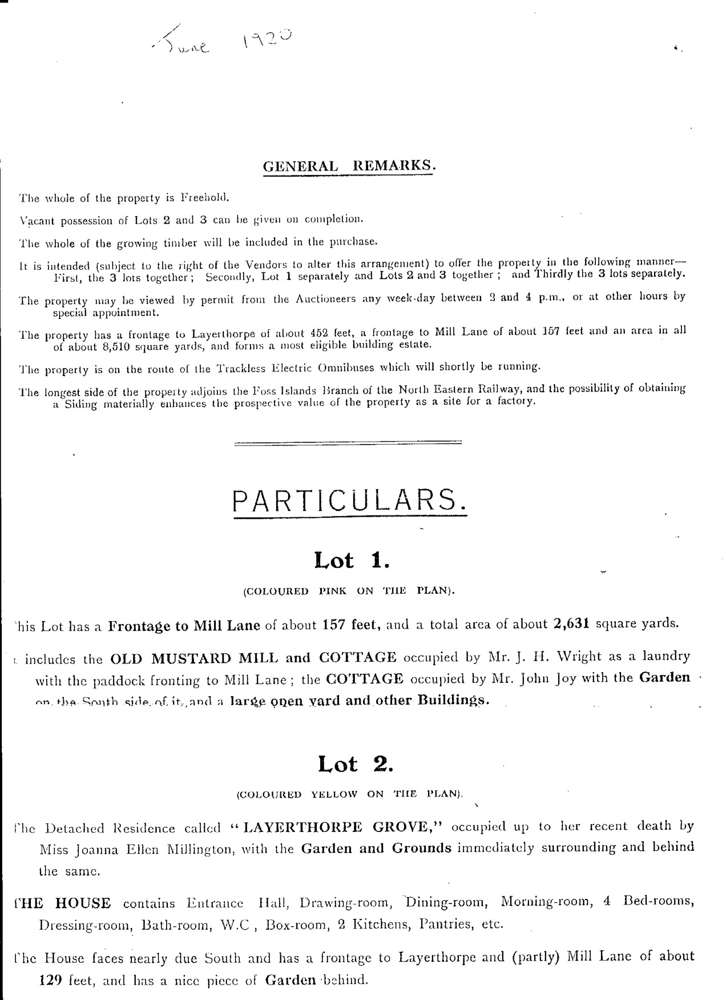 June 1920
GENERAL REMARKS.
The whole of the property is Freehold.
Vacant possession of Lots 2 and 3 can be given on completion.
The whole of the growing timber will be included in the purchase.
It is intended (subject to the right of the Vendors to alter this arrangement) to offer the property in the following manner—
First, the 3 lots together; Secondly, Lot 1 separately and Lots 2 and 3 together; and Thirdly the 3 lots separately.
The property may be viewed by permit from the Auctioneers any week-day between 2 and 4 p.m., or at other hours by
special appointment.
The property has a frontage to Layerthorpe of about 452 feet, a frontage to Mill Lane of about 157 feet and an area in all
of about 8,510 square yards, and forms a most eligible building estate.
The property is on the route of the Trackless Electric Omnibuses which will shortly be running.
The longest side of the property adjoins the Foss Islands Branch of the North Eastern Railway, and the possibility of obtaining
a Siding materially enhances the prospective value of the property as a site for a factory.
PARTICULARS.
Lot 1.
(COLOURED PINK ON THE PLAN).
his Lot has a Frontage to Mill Lane of about 157 feet, and a total area of about 2,631 square yards.
includes the OLD MUSTARD MILL and COTTAGE occupied by Mr. J. H. Wright as a laundry
with the paddock fronting to Mill Lane; the COTTAGE occupied by Mr. John Joy with the Garden
on the South side of it, and a large open yard and other Buildings.
Lot 2.
(COLOURED YELLOW ON THE PLAN).
The Detached Residence called "LAYERTHORPE GROVE," occupied up to her recent death by
Miss Joanna Ellen Millington, with the Garden and Grounds immediately surrounding and behind
the same.
THE HOUSE contains Entrance Hall, Drawing-room, Dining-room, Morning-room, 4 Bed-rooms,
Dressing-room, Bath-room, W.C , Box-room, 2 Kitchens, Pantries, etc.
The House faces nearly due South and has a frontage to Layerthorpe and (partly) Mill Lane of about
129 feet, and has a nice piece of Garden behind.